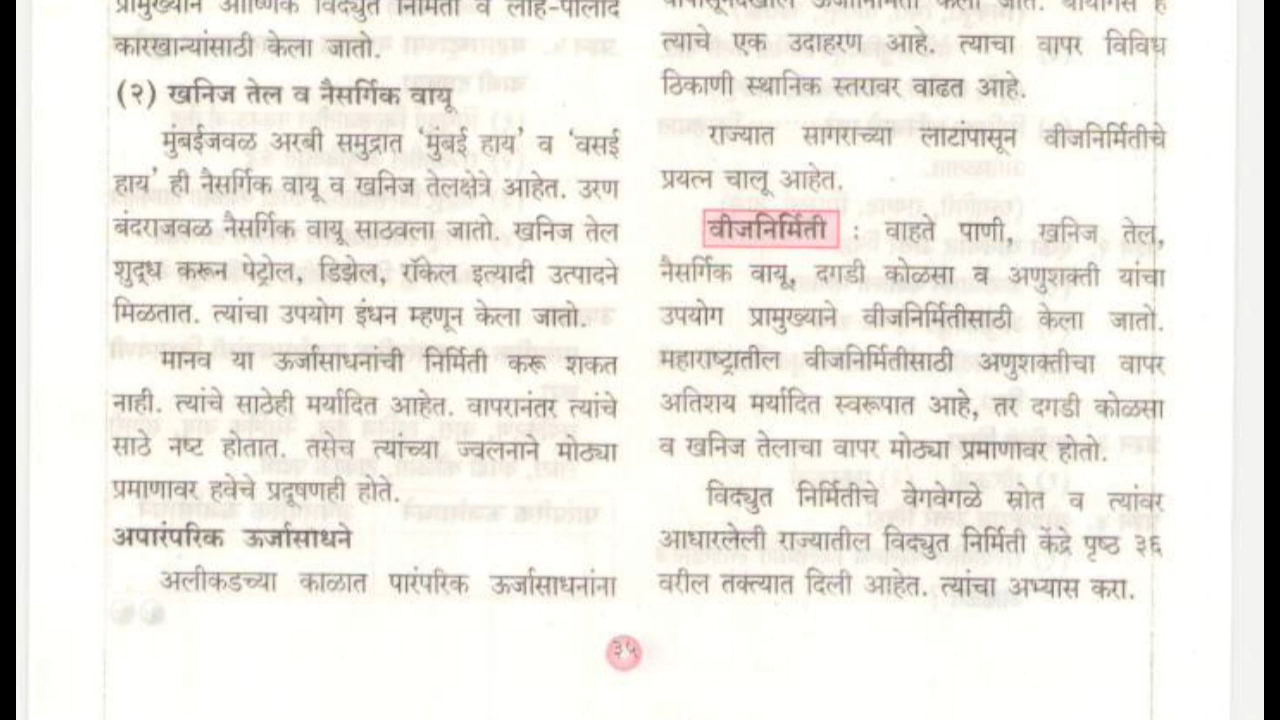 प्रामुख्याने औष्णिक विद्युत निर्मिती व लोह-पोलाद
कारखान्यांसाठी केला जातो.
(२) खनिज तेल व नैसर्गिक वायू
मुंबईजवळ अरबी समुद्रात ‘मुंबई हाय’ व ‘वसई
हाय’ ही नैसर्गिक वायू व खनिज तेलक्षेत्रे आहेत. उरण
बंदराजवळ नैसर्गिक वायू साठवला जातो. खनिज तेल
शुद्ध करून पेट्रोल, डिझेल, रॉकेल इत्यादी उत्पादने
मिळतात. त्यांचा उपयोग इंधन म्हणून केला जातो.
मानव या ऊर्जासाधनांची निर्मिती करू शकत
नाही. त्यांचे साठेही मर्यादित आहेत. वापरानंतर त्यांचे
साठे नष्ट होतात. तसेच त्यांच्या ज्वलनाने मोठ्या
प्रमाणावर हवेचे प्रदूषणही होते.
अपारंपरिक ऊर्जासाधने
अलीकडच्या काळात पारंपरिक ऊर्जासाधनांना
ऊर्जानिर्मिती केली जाते. बायोगॅस हे
त्याचे एक उदाहरण आहे. त्याचा वापर विविध
ठिकाणी स्थानिक स्तरावर वाढत आहे.
राज्यात सागराच्या लाटांपासून वीजनिर्मितीचे
प्रयत्न चालू आहेत.
वीजनिर्मिती : वाहते पाणी, खनिज तेल,
नैसर्गिक वायू, दगडी कोळसा व अणुशक्ती यांचा
उपयोग प्रामुख्याने वीजनिर्मितीसाठी केला जातो.
महाराष्ट्रातील वीजनिर्मितीसाठी अणुशक्तीचा वापर
अतिशय मर्यादित स्वरूपात आहे, तर दगडी कोळसा
व खनिज तेलाचा वापर मोठ्या प्रमाणावर होतो.
विद्युत निर्मितीचे वेगवेगळे स्रोत व त्यांवर
आधारलेली राज्यातील विद्युत निर्मिती केंद्रे पृष्ठ ३६
वरील तक्त्यात दिली आहेत. त्यांचा अभ्यास करा.
३५